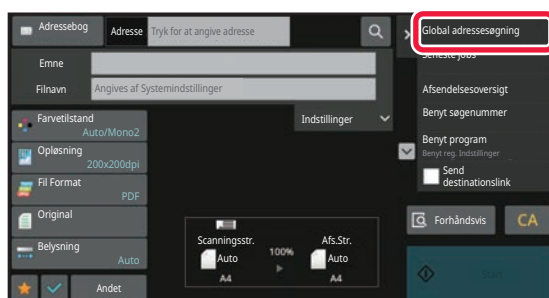 Adressebog
Adresse
Tryk for at angive adresse
Emne
Filnavn
Angives af Systemindstillinger
Farvetilstand
Auto/Mono2
Opløsning
200x200dpi
Fil Format
PDF
Original
Belysning
Auto
Andet
Indstillinger
Scanningsstr.
Auto
A4
100%
Afs.Str.
Auto
A4
Global adressesøgning
Seneste jobs
Afsendelsesoversigt
Benyt søgenummer
Benyt program
Benyt reg. Indstillinger
Send
destinationslink
Forhåndsvis
CA
Start